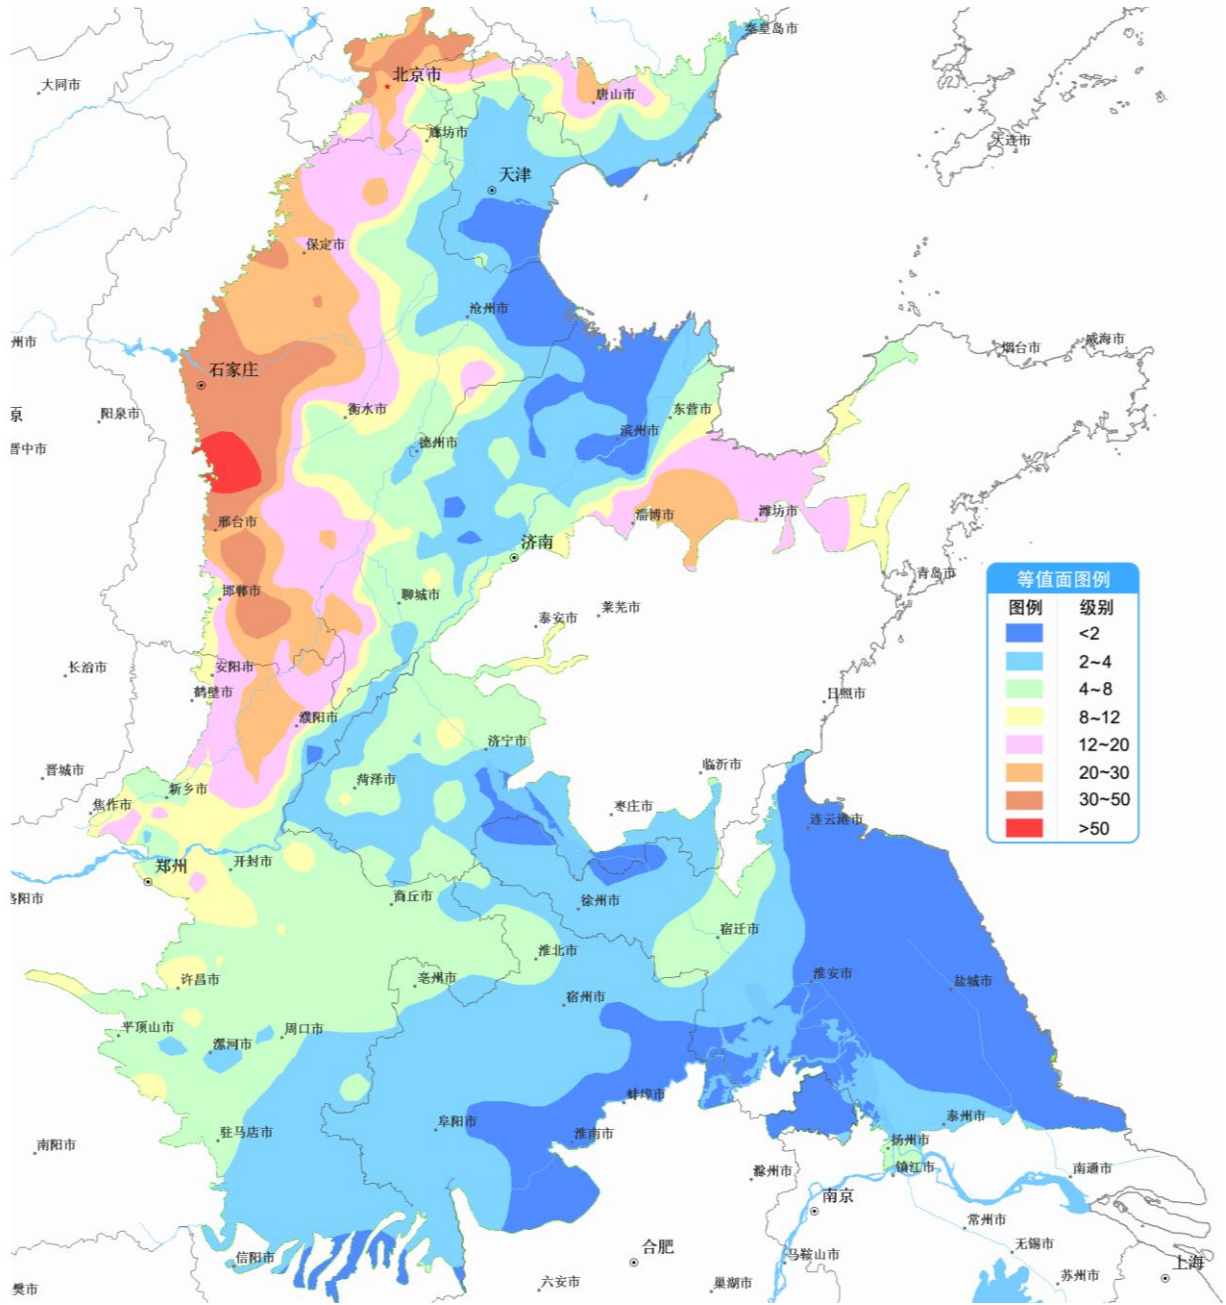 秦皇岛市
大同市
北京市
唐山市
廊坊市
大连市
天津
保定市
沧州市
州市
烟台市
威海市
石家庄
原
阳泉市
衡水市
东营市
晋中市
德州市
滨州市
邢台市
淄博市
潍坊市
济南
青岛市
邯郸市
聊城市
莱芜市
泰安市
长治市
安阳市
鹤壁市
日照市
濮阳市
济宁市
晋城市
新乡市
菏泽市
临沂市
焦作市
枣庄市
连云港市
郑州
开封市
洛阳市
商丘市
徐州市
宿迁市
淮北市
许昌市
亳州市
宿州市
淮安市
盐城市
平顶山市
漯河市
周口市
蚌埠市
驻马店市
阜阳市
淮南市
泰州市
南阳市
扬州市
滁州市
镇江市
南通市
南京
常州市
信阳市
合肥
马鞍山市
无锡市
上海
樊市
六安市
巢湖市
苏州市
等值面图例
图例 级别
<2
2~4
4~8
8~12
12~20
20~30
30~50
>50